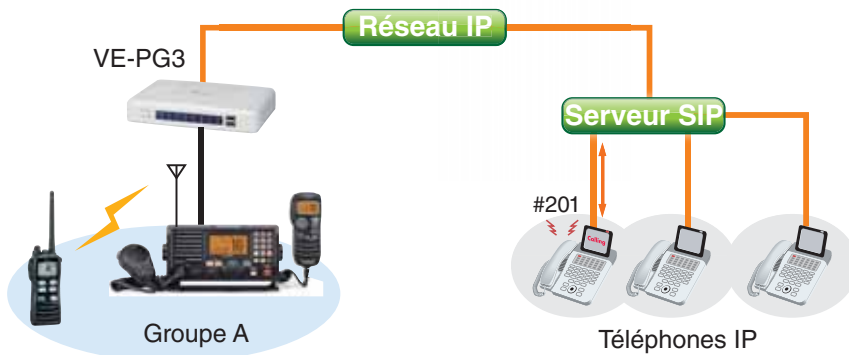 Réseau IP
VE-PG3
Serveur SIP
#201
Calling
Groupe A
Téléphones IP